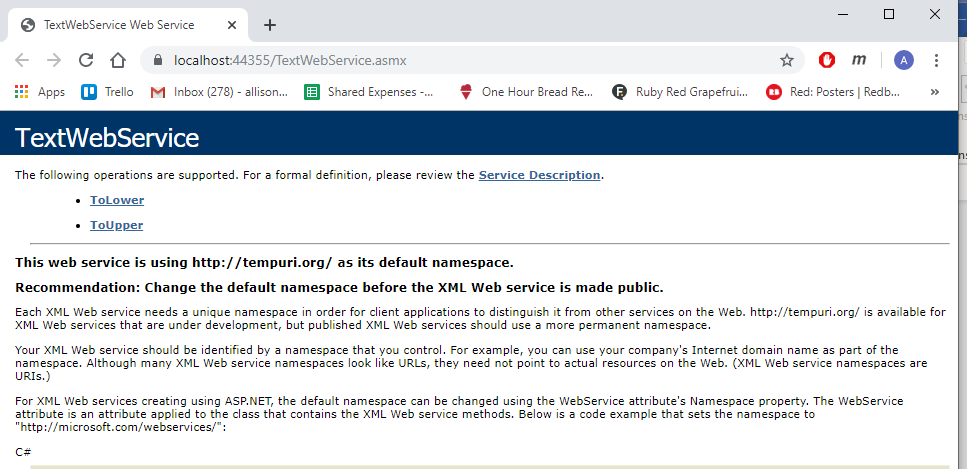 TextWebService Web Service
localhost:44355/TextWebService.asmx
m
A
Apps
Trello
Inbox (278) - allison...
Shared Expenses -...
One Hour Bread Re...
Ruby Red Grapefrui...
Red: Posters | Redb...
»
TextWebService
The following operations are supported. For a formal definition, please review the Service Description.
• ToLower
• ToUpper
This web service is using http://tempuri.org/ as its default namespace.
Recommendation: Change the default namespace before the XML Web service is made public.
Each XML Web service needs a unique namespace in order for client applications to distinguish it from other services on the Web. http://tempuri.org/ is available for
XML Web services that are under development, but published XML Web services should use a more permanent namespace.
Your XML Web service should be identified by a namespace that you control. For example, you can use your company's Internet domain name as part of the
namespace. Although many XML Web service namespaces look like URLs, they need not point to actual resources on the Web. (XML Web service namespaces are
URIs.)
For XML Web services creating using ASP.NET, the default namespace can be changed using the WebService attribute's Namespace property. The WebService
attribute is an attribute applied to the class that contains the XML Web service methods. Below is a code example that sets the namespace to
"http://microsoft.com/webservices/":
C#